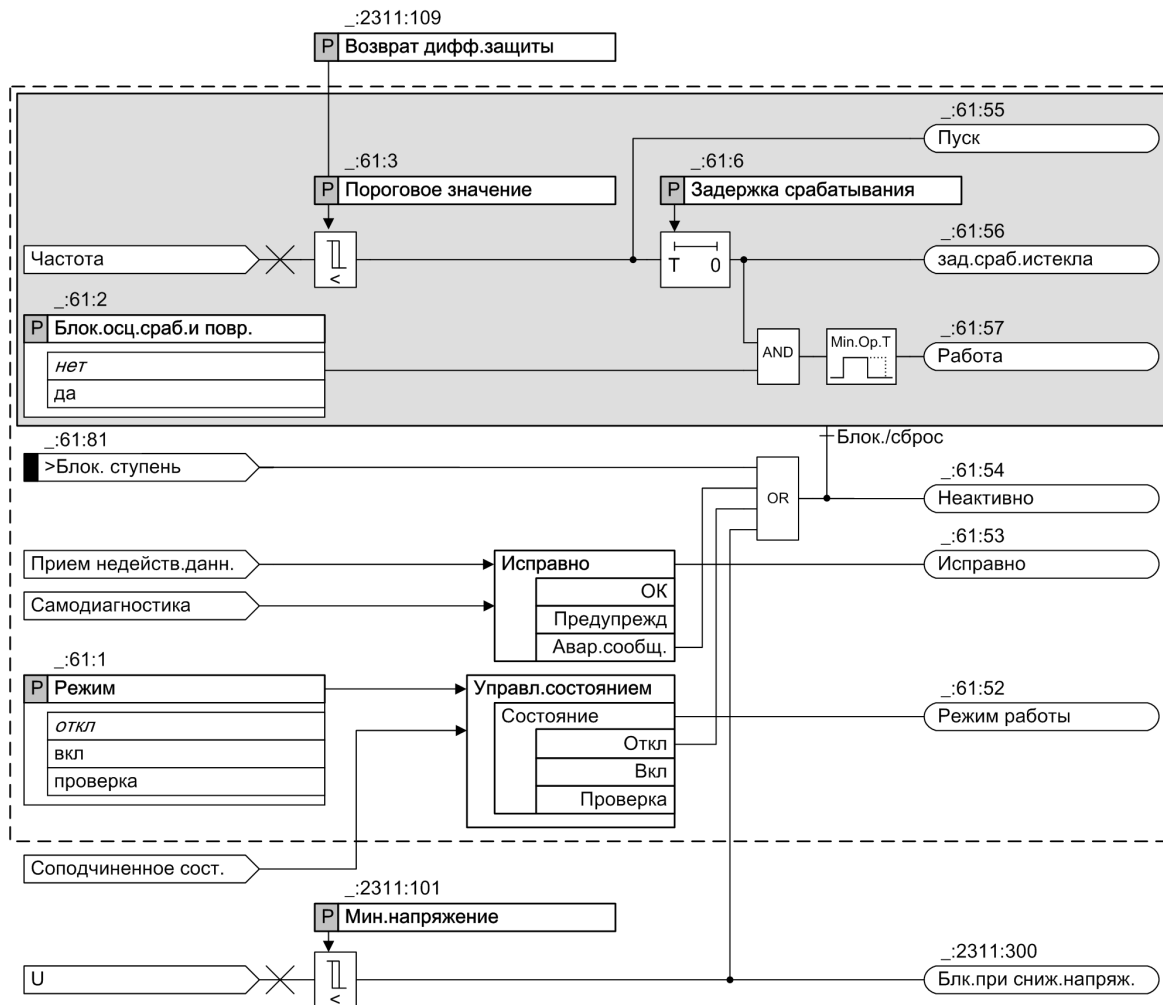 _:2311:109
P Возврат дифф.защиты
_:61:55
Пуск
_:61:3
P Пороговое значение
_:61:6
P Задержка срабатывания
_:61:56
Частота
<
T 0
зад.сраб.истекла
_:61:2
P Блок.осц.сраб.и повр.
нет
да
AND
Min.Op.T
_:61:57
Работа
Блок./сброс
_:61:81
>Блок. ступень
OR
_:61:54
Неактивно
_:61:53
Прием недейств.данн.
Исправно
Исправно
ОК
Самодиагностика
Предупрежд
Авар.сообщ.
_:61:1
P Режим
откл
вкл
проверка
Управл.состоянием
Состояние
Откл
Вкл
Проверка
_:61:52
Режим работы
Соподчиненное сост.
_:2311:101
P Мин.напряжение
U
<
_:2311:300
Блк.при сниж.напряж.